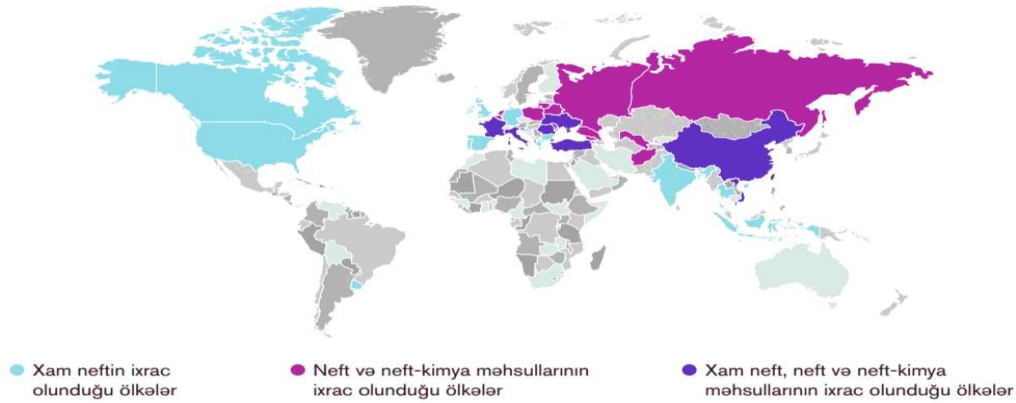 Xam neftin ixrac
olunduğu ölkələr
Neft və neft-kimya məhsullarının
ixrac olunduğu ölkələr
Xam neft, neft və neft-kimya
məhsullarının ixrac olunduğu ölkələr